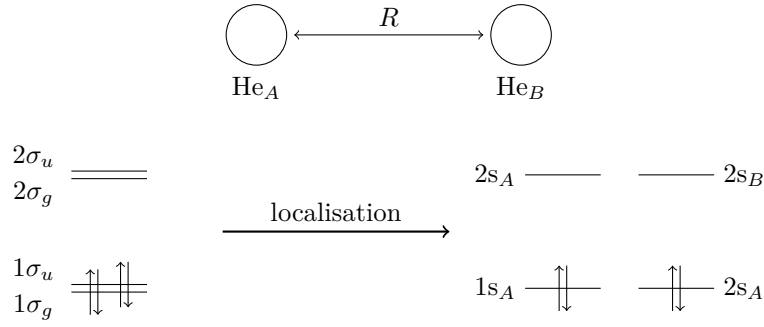 R
He_A He_B
2σ_u
2σ_g
2s_A 2s_B
localisation
1σ_u
1σ_g
1s_A 2s_A